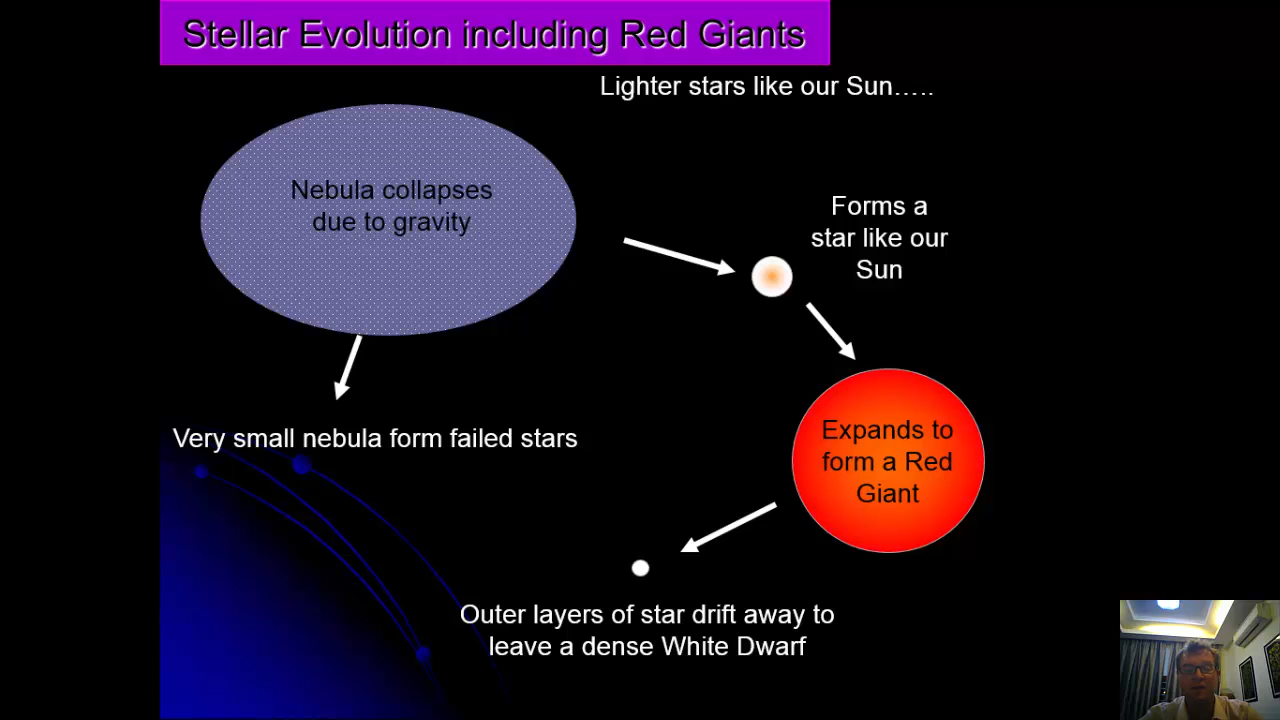 Stellar Evolution including Red Giants
Lighter stars like our Sun…..
Nebula collapses
due to gravity
Forms a
star like our
Sun
Very small nebula form failed stars
Expands to
form a Red
Giant
Outer layers of star drift away to
leave a dense White Dwarf